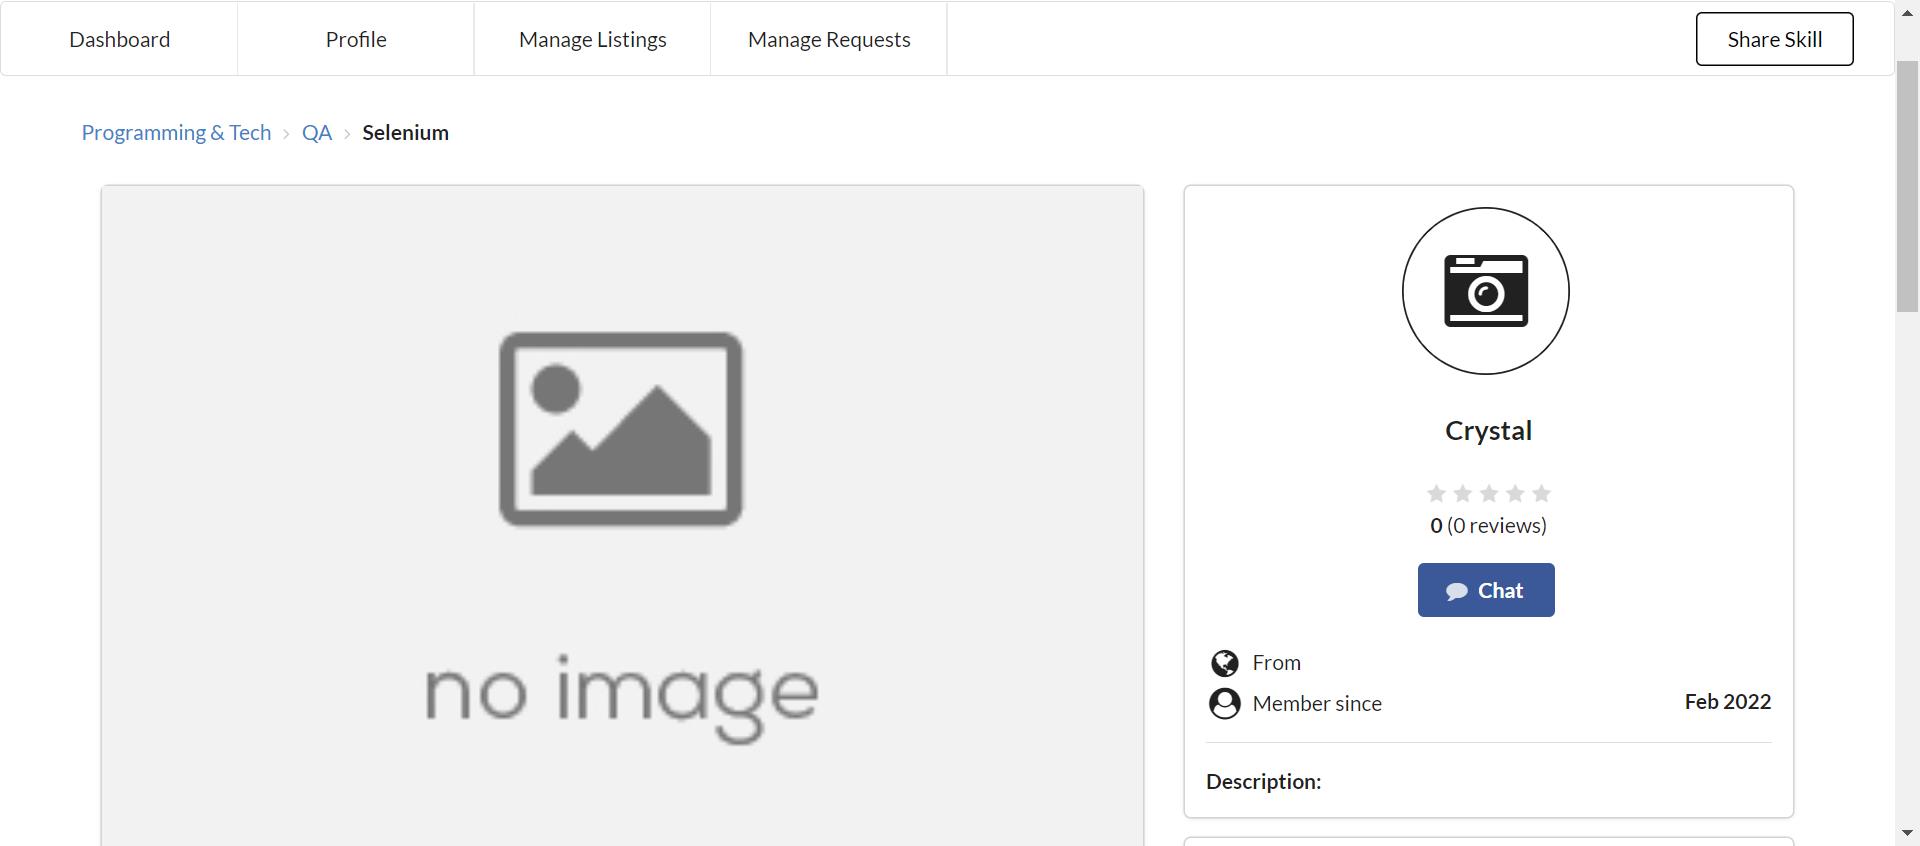 Dashboard
Profile
Manage Listings
Manage Requests
Share Skill
Programming & Tech › QA › Selenium
no image
Crystal
0 (0 reviews)
Chat
From
Member since Feb 2022
Description: